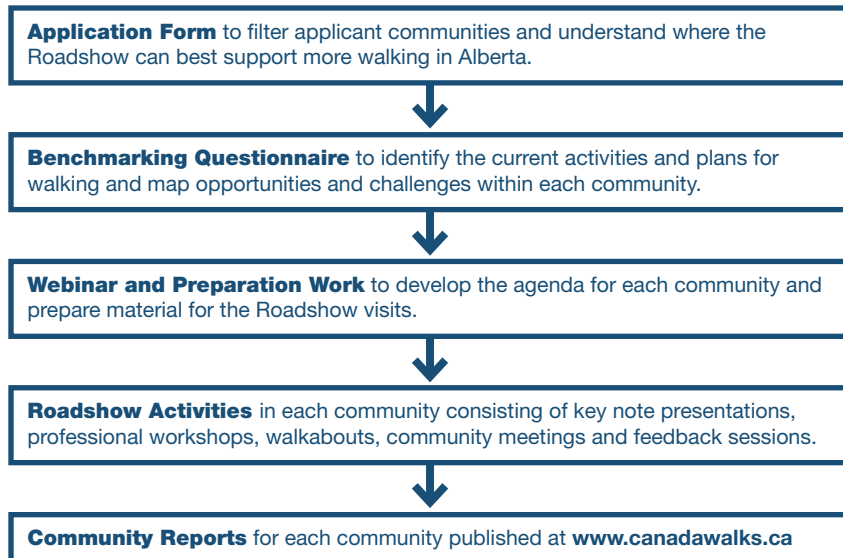 Application Form to filter applicant communities and understand where the
Roadshow can best support more walking in Alberta.
Benchmarking Questionnaire to identify the current activities and plans for
walking and map opportunities and challenges within each community.
Webinar and Preparation Work to develop the agenda for each community and
prepare material for the Roadshow visits.
Roadshow Activities in each community consisting of key note presentations,
professional workshops, walkabouts, community meetings and feedback sessions.
Community Reports for each community published at www.canadawalks.ca